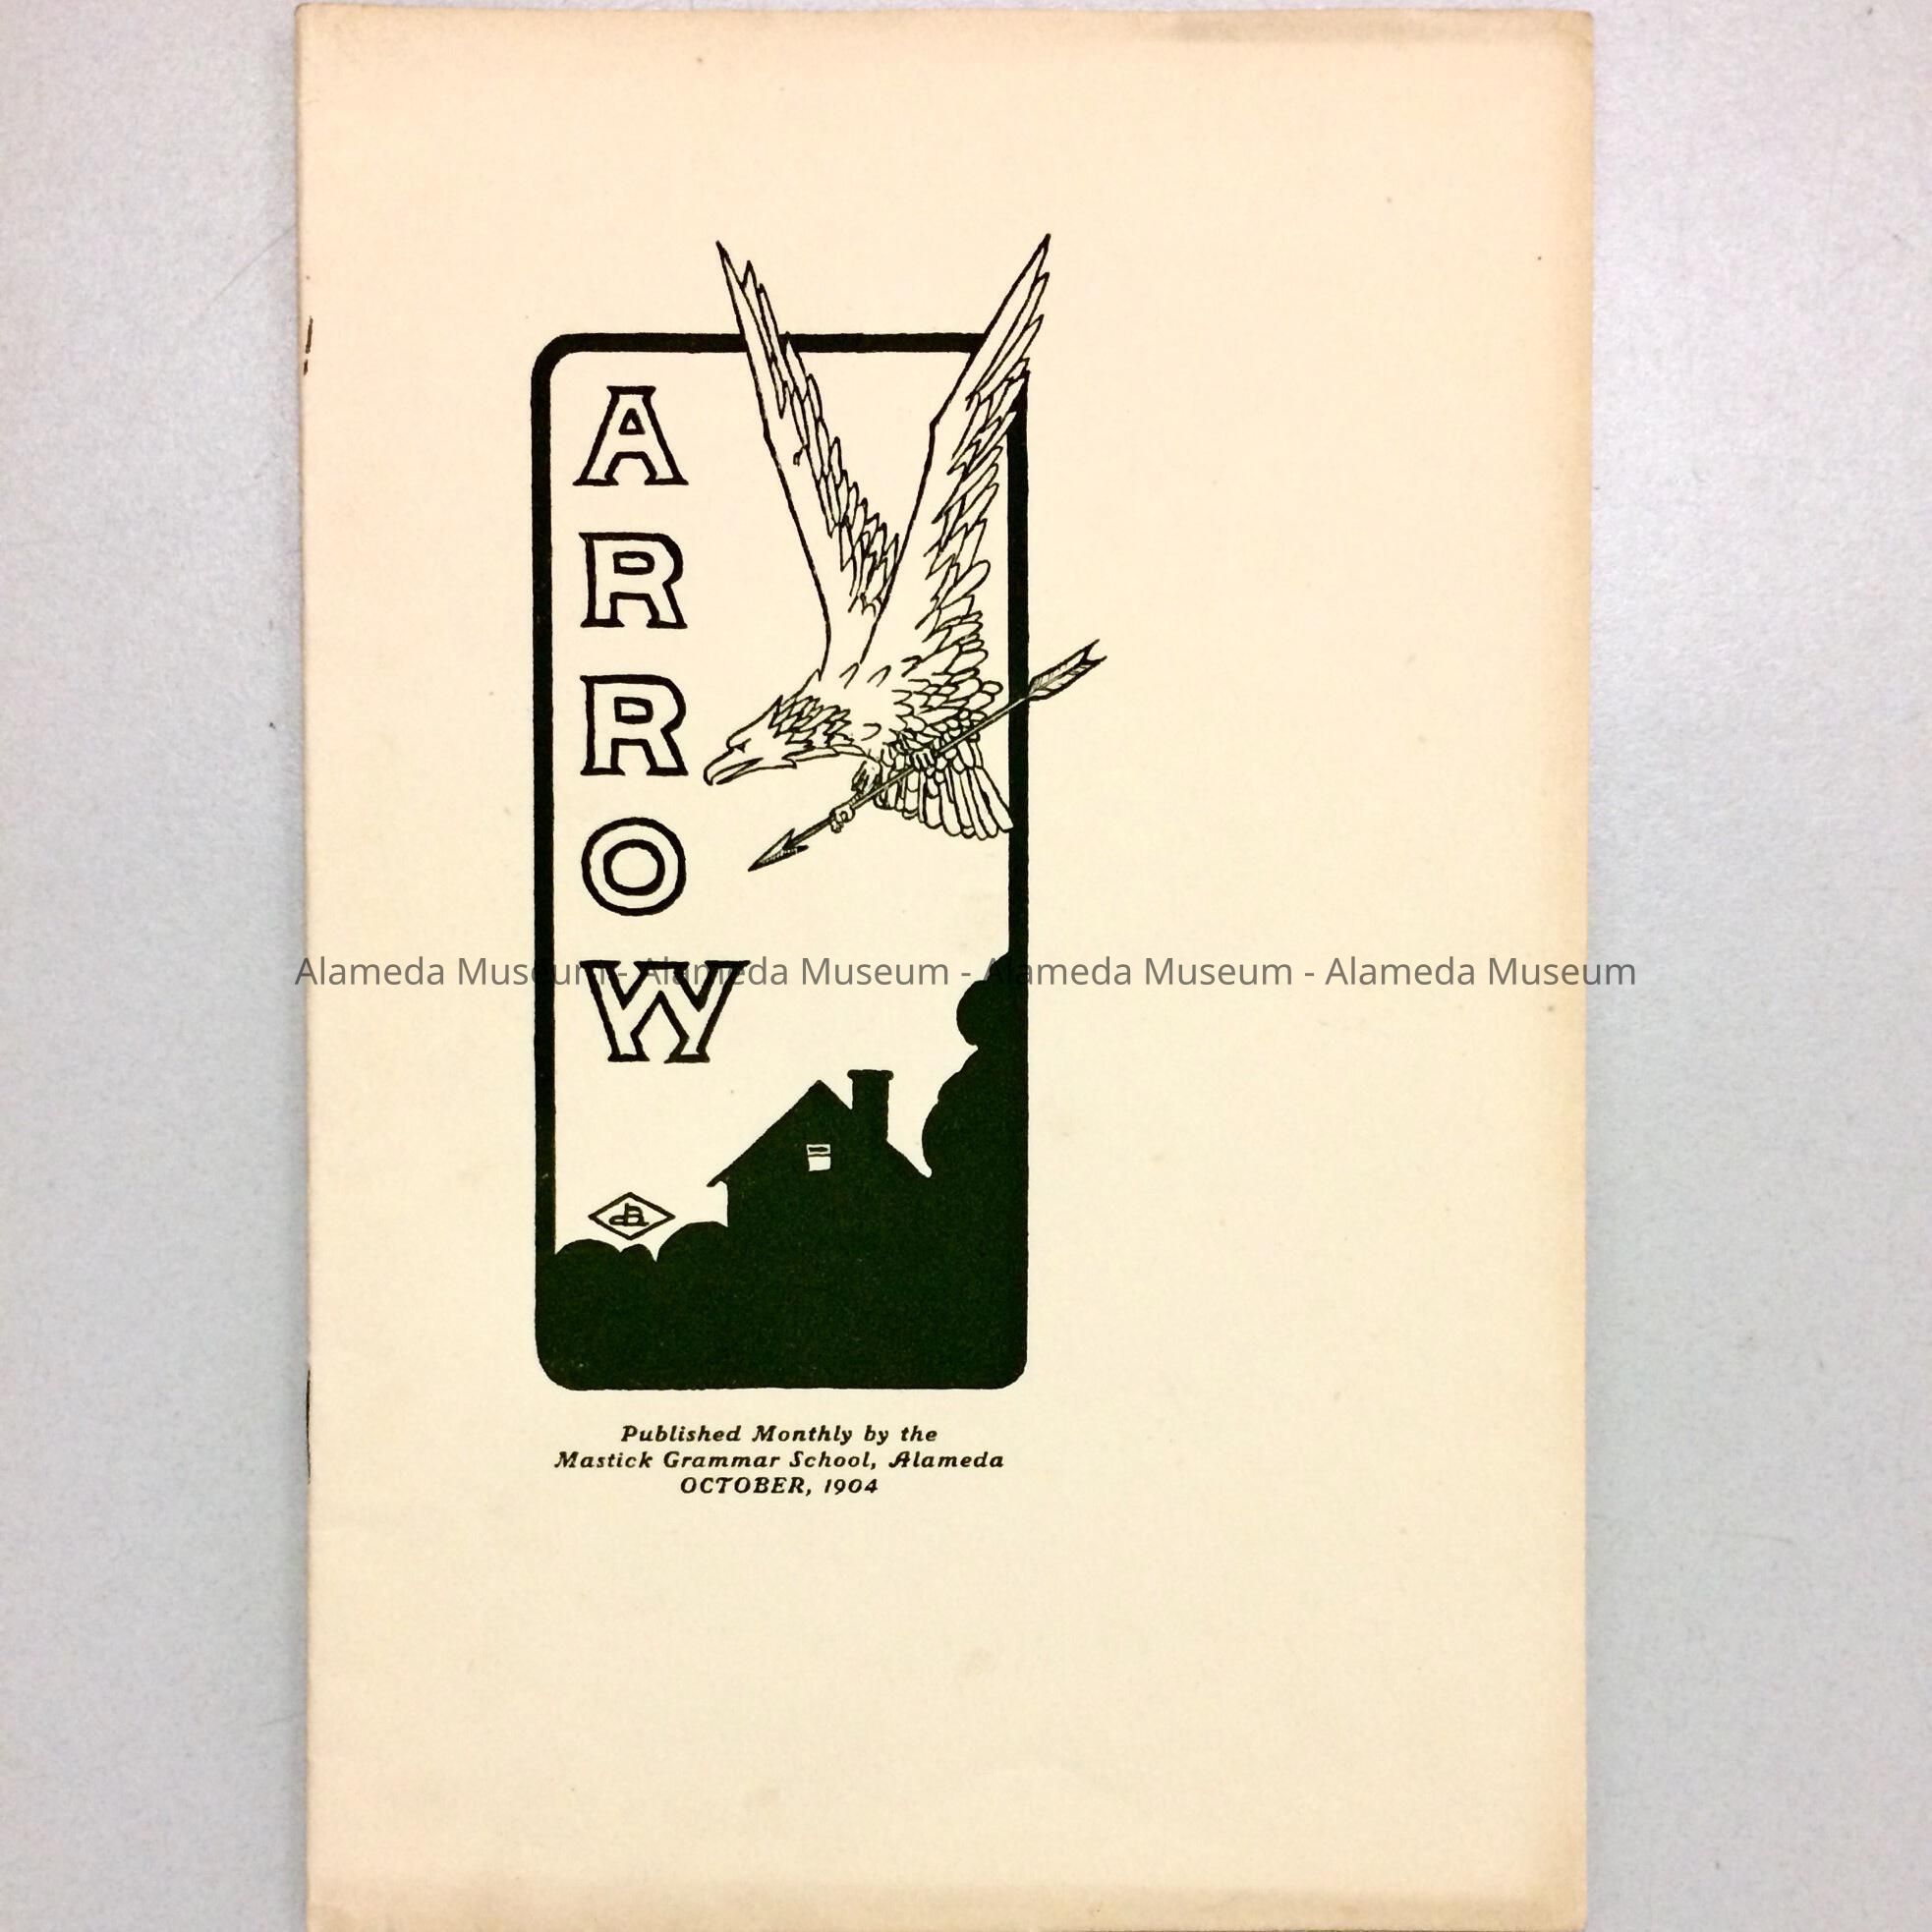 ARROW
Alameda Museum - Alameda Museum - Alameda Museum - Alameda Museum
Published Monthly by the
Mastick Grammar School, Alameda
OCTOBER, 1904